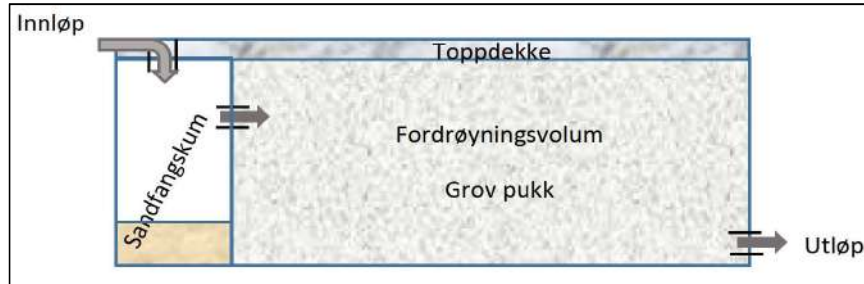 Innløp
Toppdekke
Sandfangskum
Fordrøyningsvolum
Grov pukk
Utløp